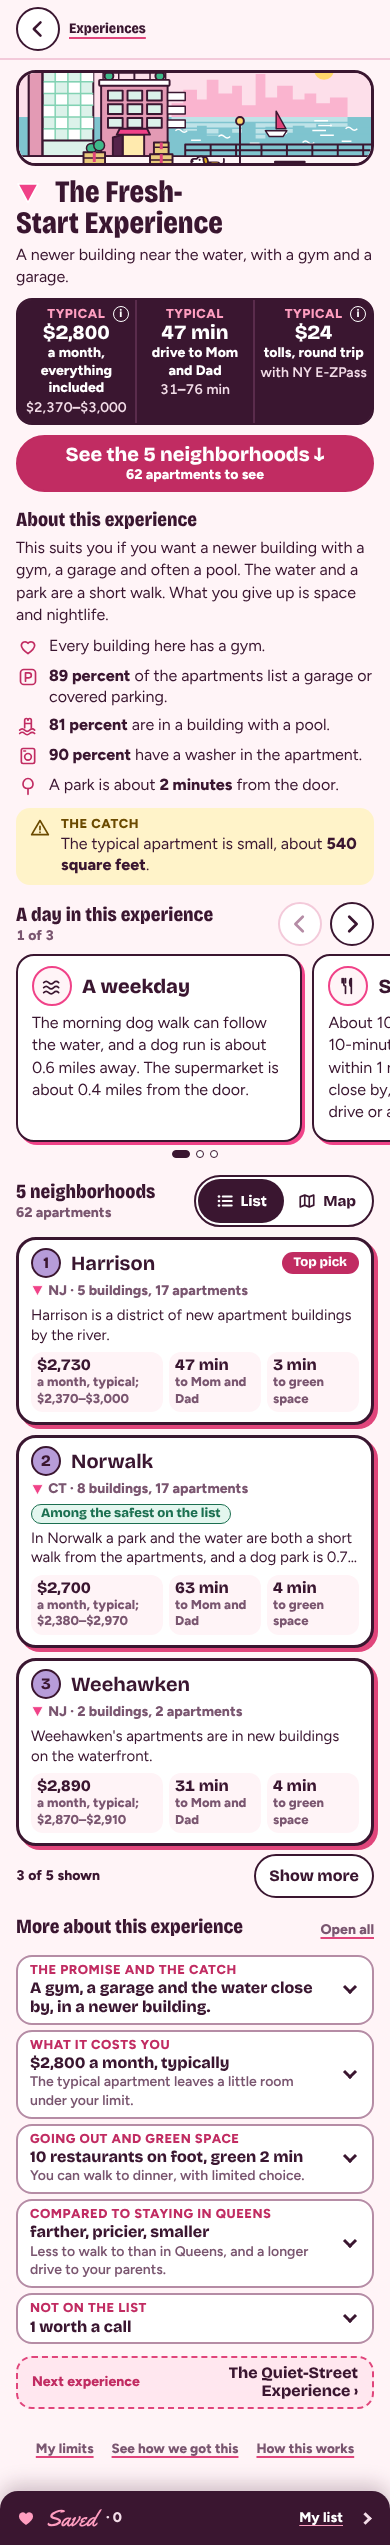 Experiences
The Fresh-
Start Experience
A newer building near the water, with a gym and a
garage.
TYPICAL
$2,800
a month,
everything
included
$2,370–$3,000
TYPICAL
47 min
drive to Mom
and Dad
31–76 min
TYPICAL
$24
tolls, round trip
with NY E-ZPass
See the 5 neighborhoods ↓
62 apartments to see
About this experience
This suits you if you want a newer building with a
gym, a garage and often a pool. The water and a
park are a short walk. What you give up is space
and nightlife.
Every building here has a gym.
89 percent of the apartments list a garage or
covered parking.
81 percent are in a building with a pool.
90 percent have a washer in the apartment.
A park is about 2 minutes from the door.
THE CATCH
The typical apartment is small, about 540
square feet.
A day in this experience
1 of 3
A weekday
The morning dog walk can follow
the water, and a dog run is about
0.6 miles away. The supermarket is
about 0.4 miles from the door.
S
About 10
10-minut
within 1 r
close by,
drive or a
5 neighborhoods
62 apartments
List
Map
1
Harrison
Top pick
NJ · 5 buildings, 17 apartments
Harrison is a district of new apartment buildings
by the river.
$2,730
a month, typical;
$2,370–$3,000
47 min
to Mom and
Dad
3 min
to green
space
2
Norwalk
CT · 8 buildings, 17 apartments
Among the safest on the list
In Norwalk a park and the water are both a short
walk from the apartments, and a dog park is 0.7...
$2,700
a month, typical;
$2,380–$2,970
63 min
to Mom and
Dad
4 min
to green
space
3
Weehawken
NJ · 2 buildings, 2 apartments
Weehawken's apartments are in new buildings
on the waterfront.
$2,890
a month, typical;
$2,870–$2,910
31 min
to Mom and
Dad
4 min
to green
space
3 of 5 shown
Show more
More about this experience
Open all
THE PROMISE AND THE CATCH
A gym, a garage and the water close
by, in a newer building.
WHAT IT COSTS YOU
$2,800 a month, typically
The typical apartment leaves a little room
under your limit.
GOING OUT AND GREEN SPACE
10 restaurants on foot, green 2 min
You can walk to dinner, with limited choice.
COMPARED TO STAYING IN QUEENS
farther, pricier, smaller
Less to walk to than in Queens, and a longer
drive to your parents.
NOT ON THE LIST
1 worth a call
Next experience
The Quiet-Street
Experience ›
My limits
See how we got this
How this works
Saved · 0
My list